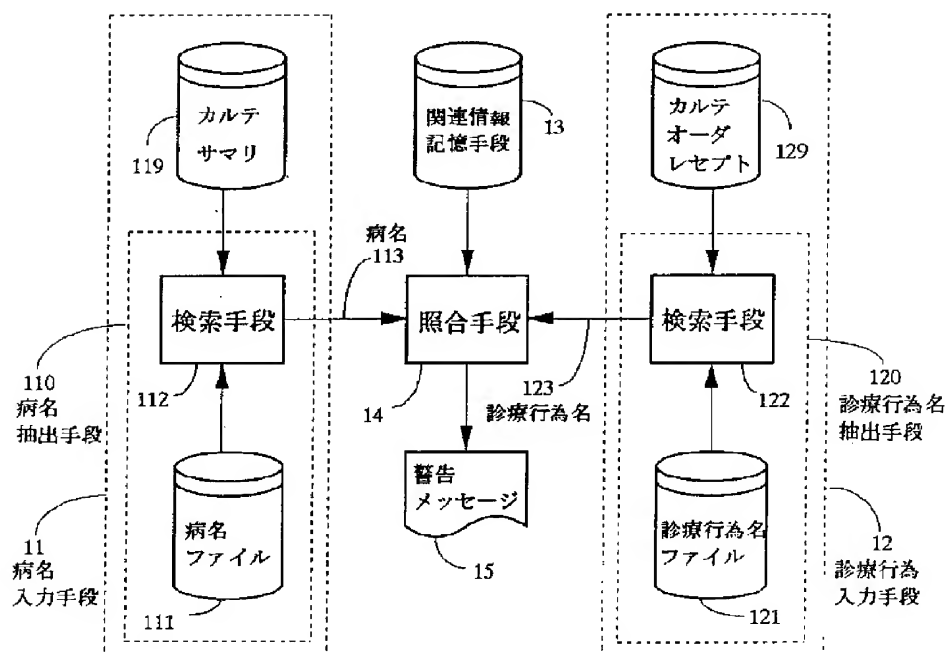 カルテ
サマリ
119
関連情報
記憶手段
13
カルテ
オーダ
レセプト
129
病名
113
検索手段
112
照合手段
14
検索手段
122
123
診療行為名
110
病名
抽出手段
120
診療行為名
抽出手段
病名
ファイル
111
警告
メッセージ
15
診療行為名
ファイル
121
11
病名
入力手段
12
診療行為
入力手段